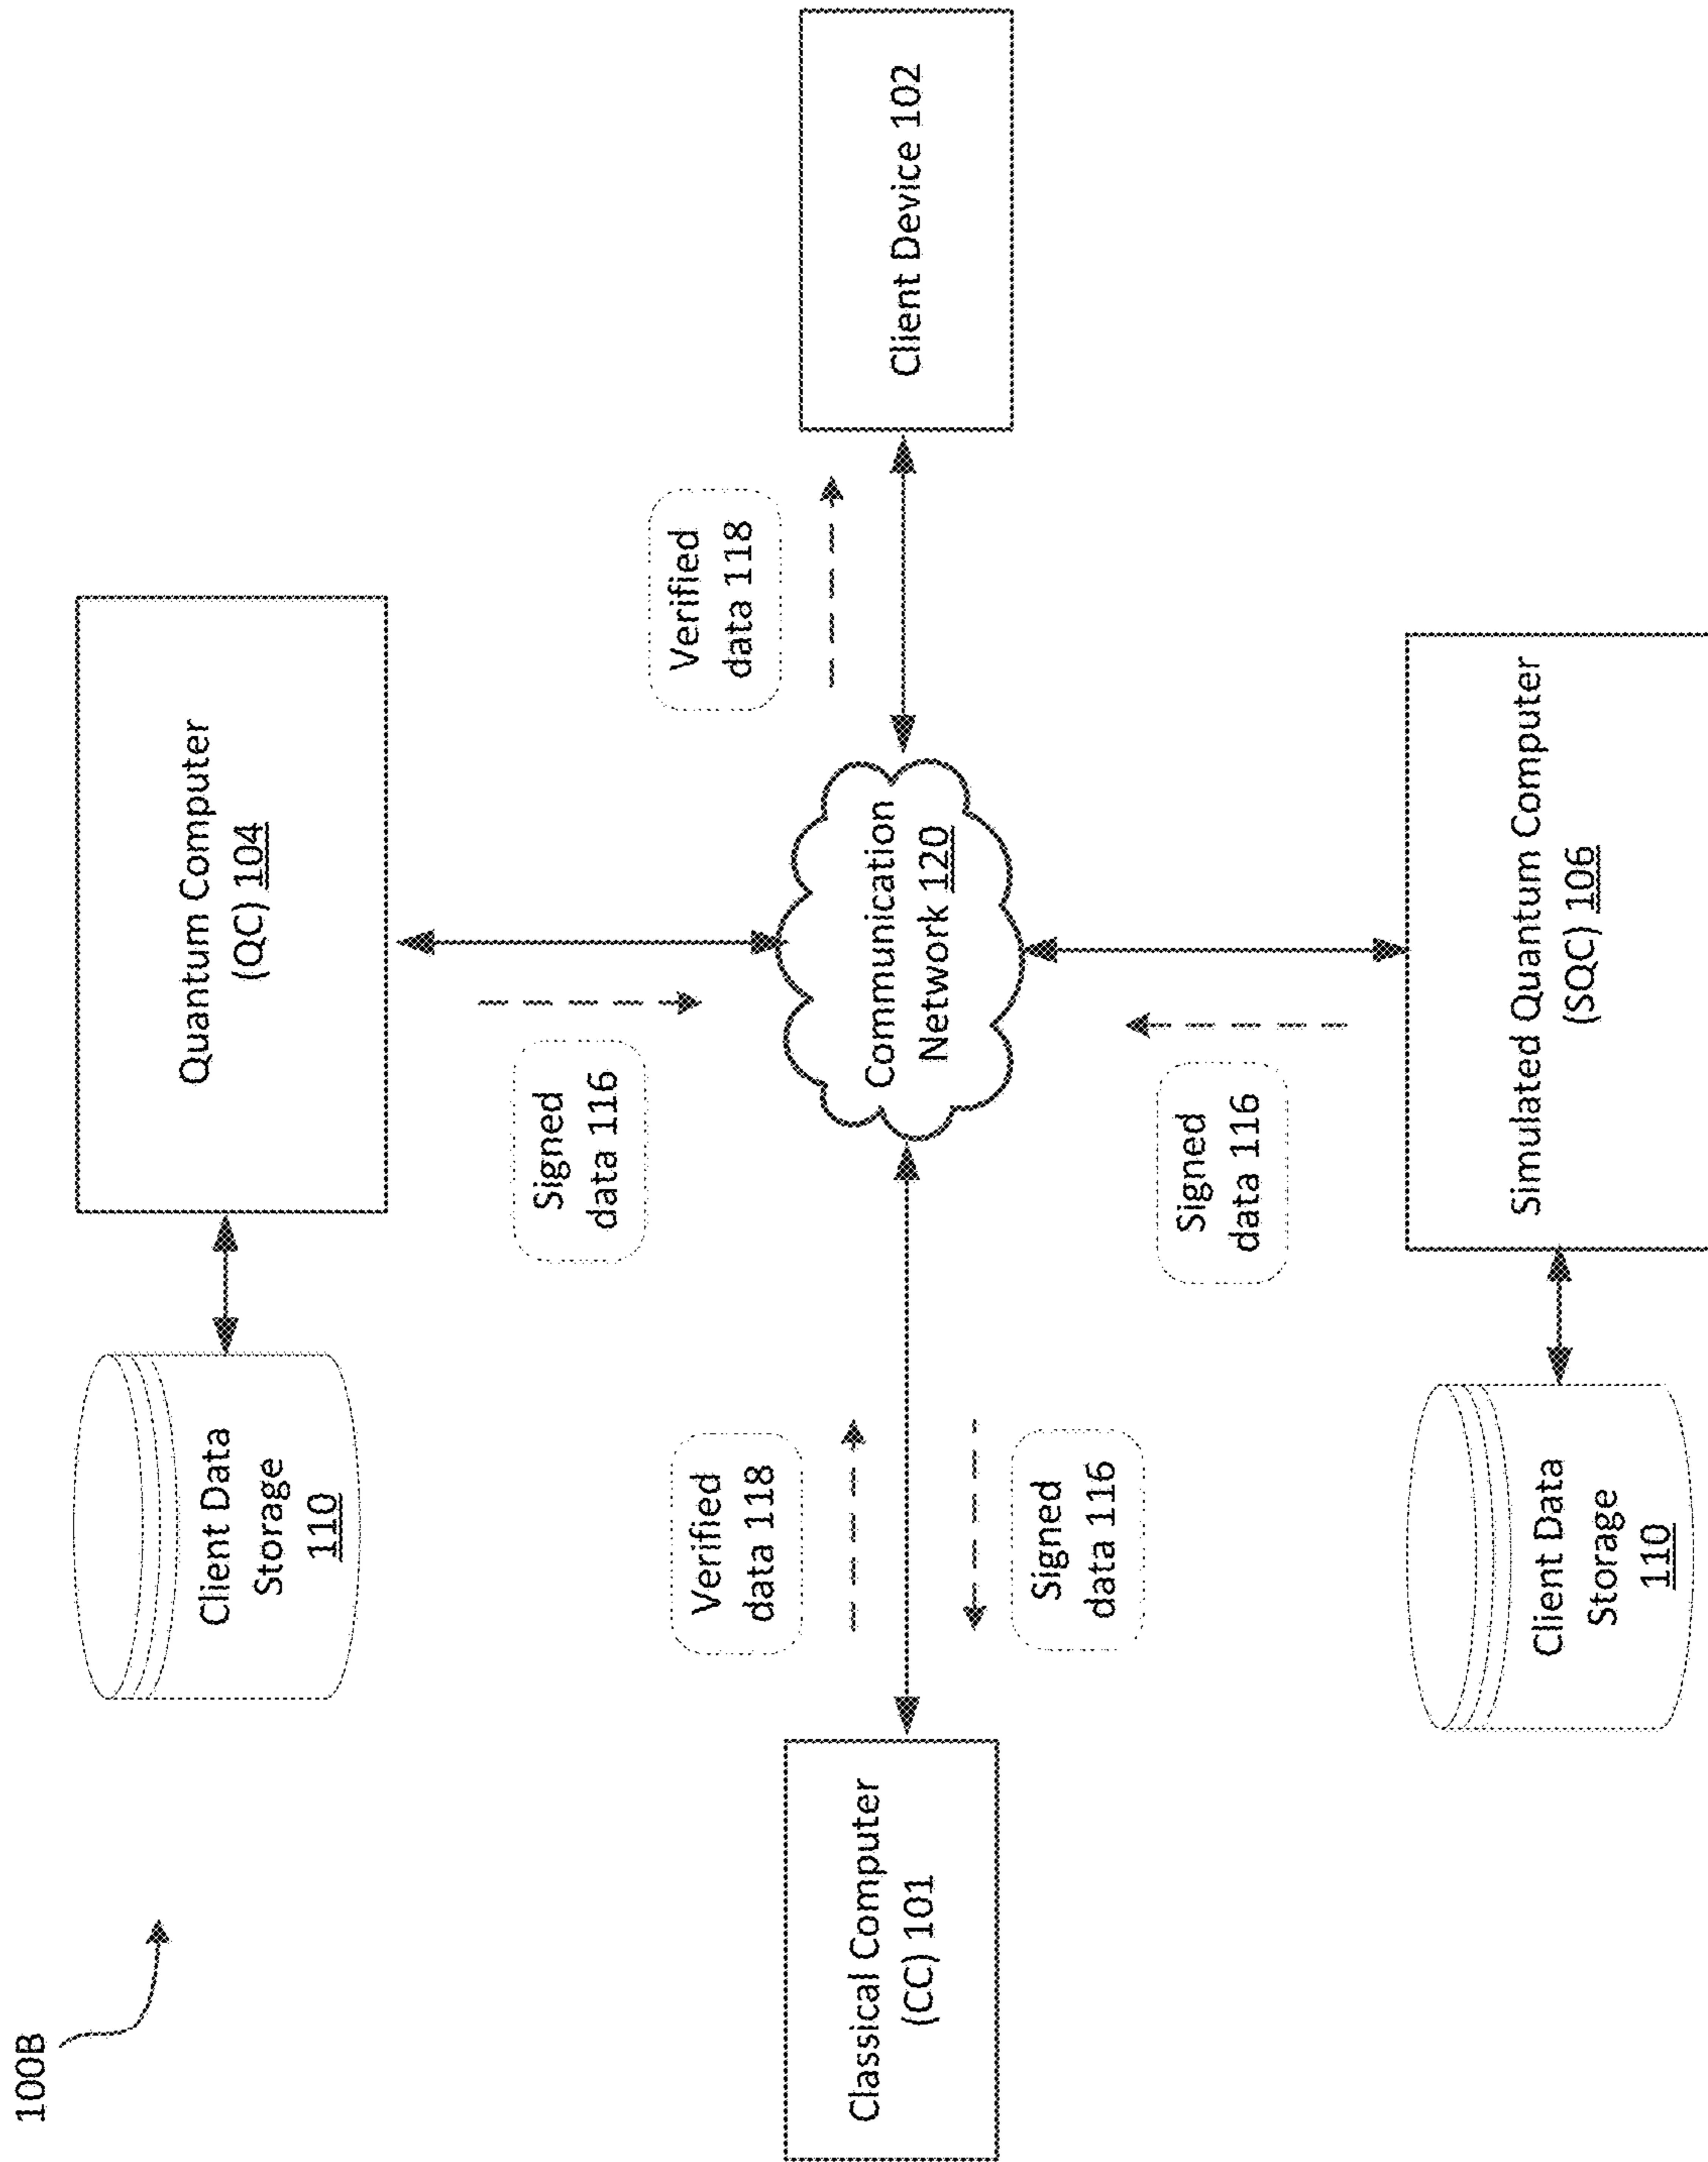 100B
Client Data
Storage
110
Quantum Computer
(QC) 104
Signed
data 116
Verified
data 118
Verified
data 118
Classical Computer
(CC) 101
Communication
Network 120
Client Device 102
Signed
data 116
Signed
data 116
Client Data
Storage
110
Simulated Quantum Computer
(SQC) 106